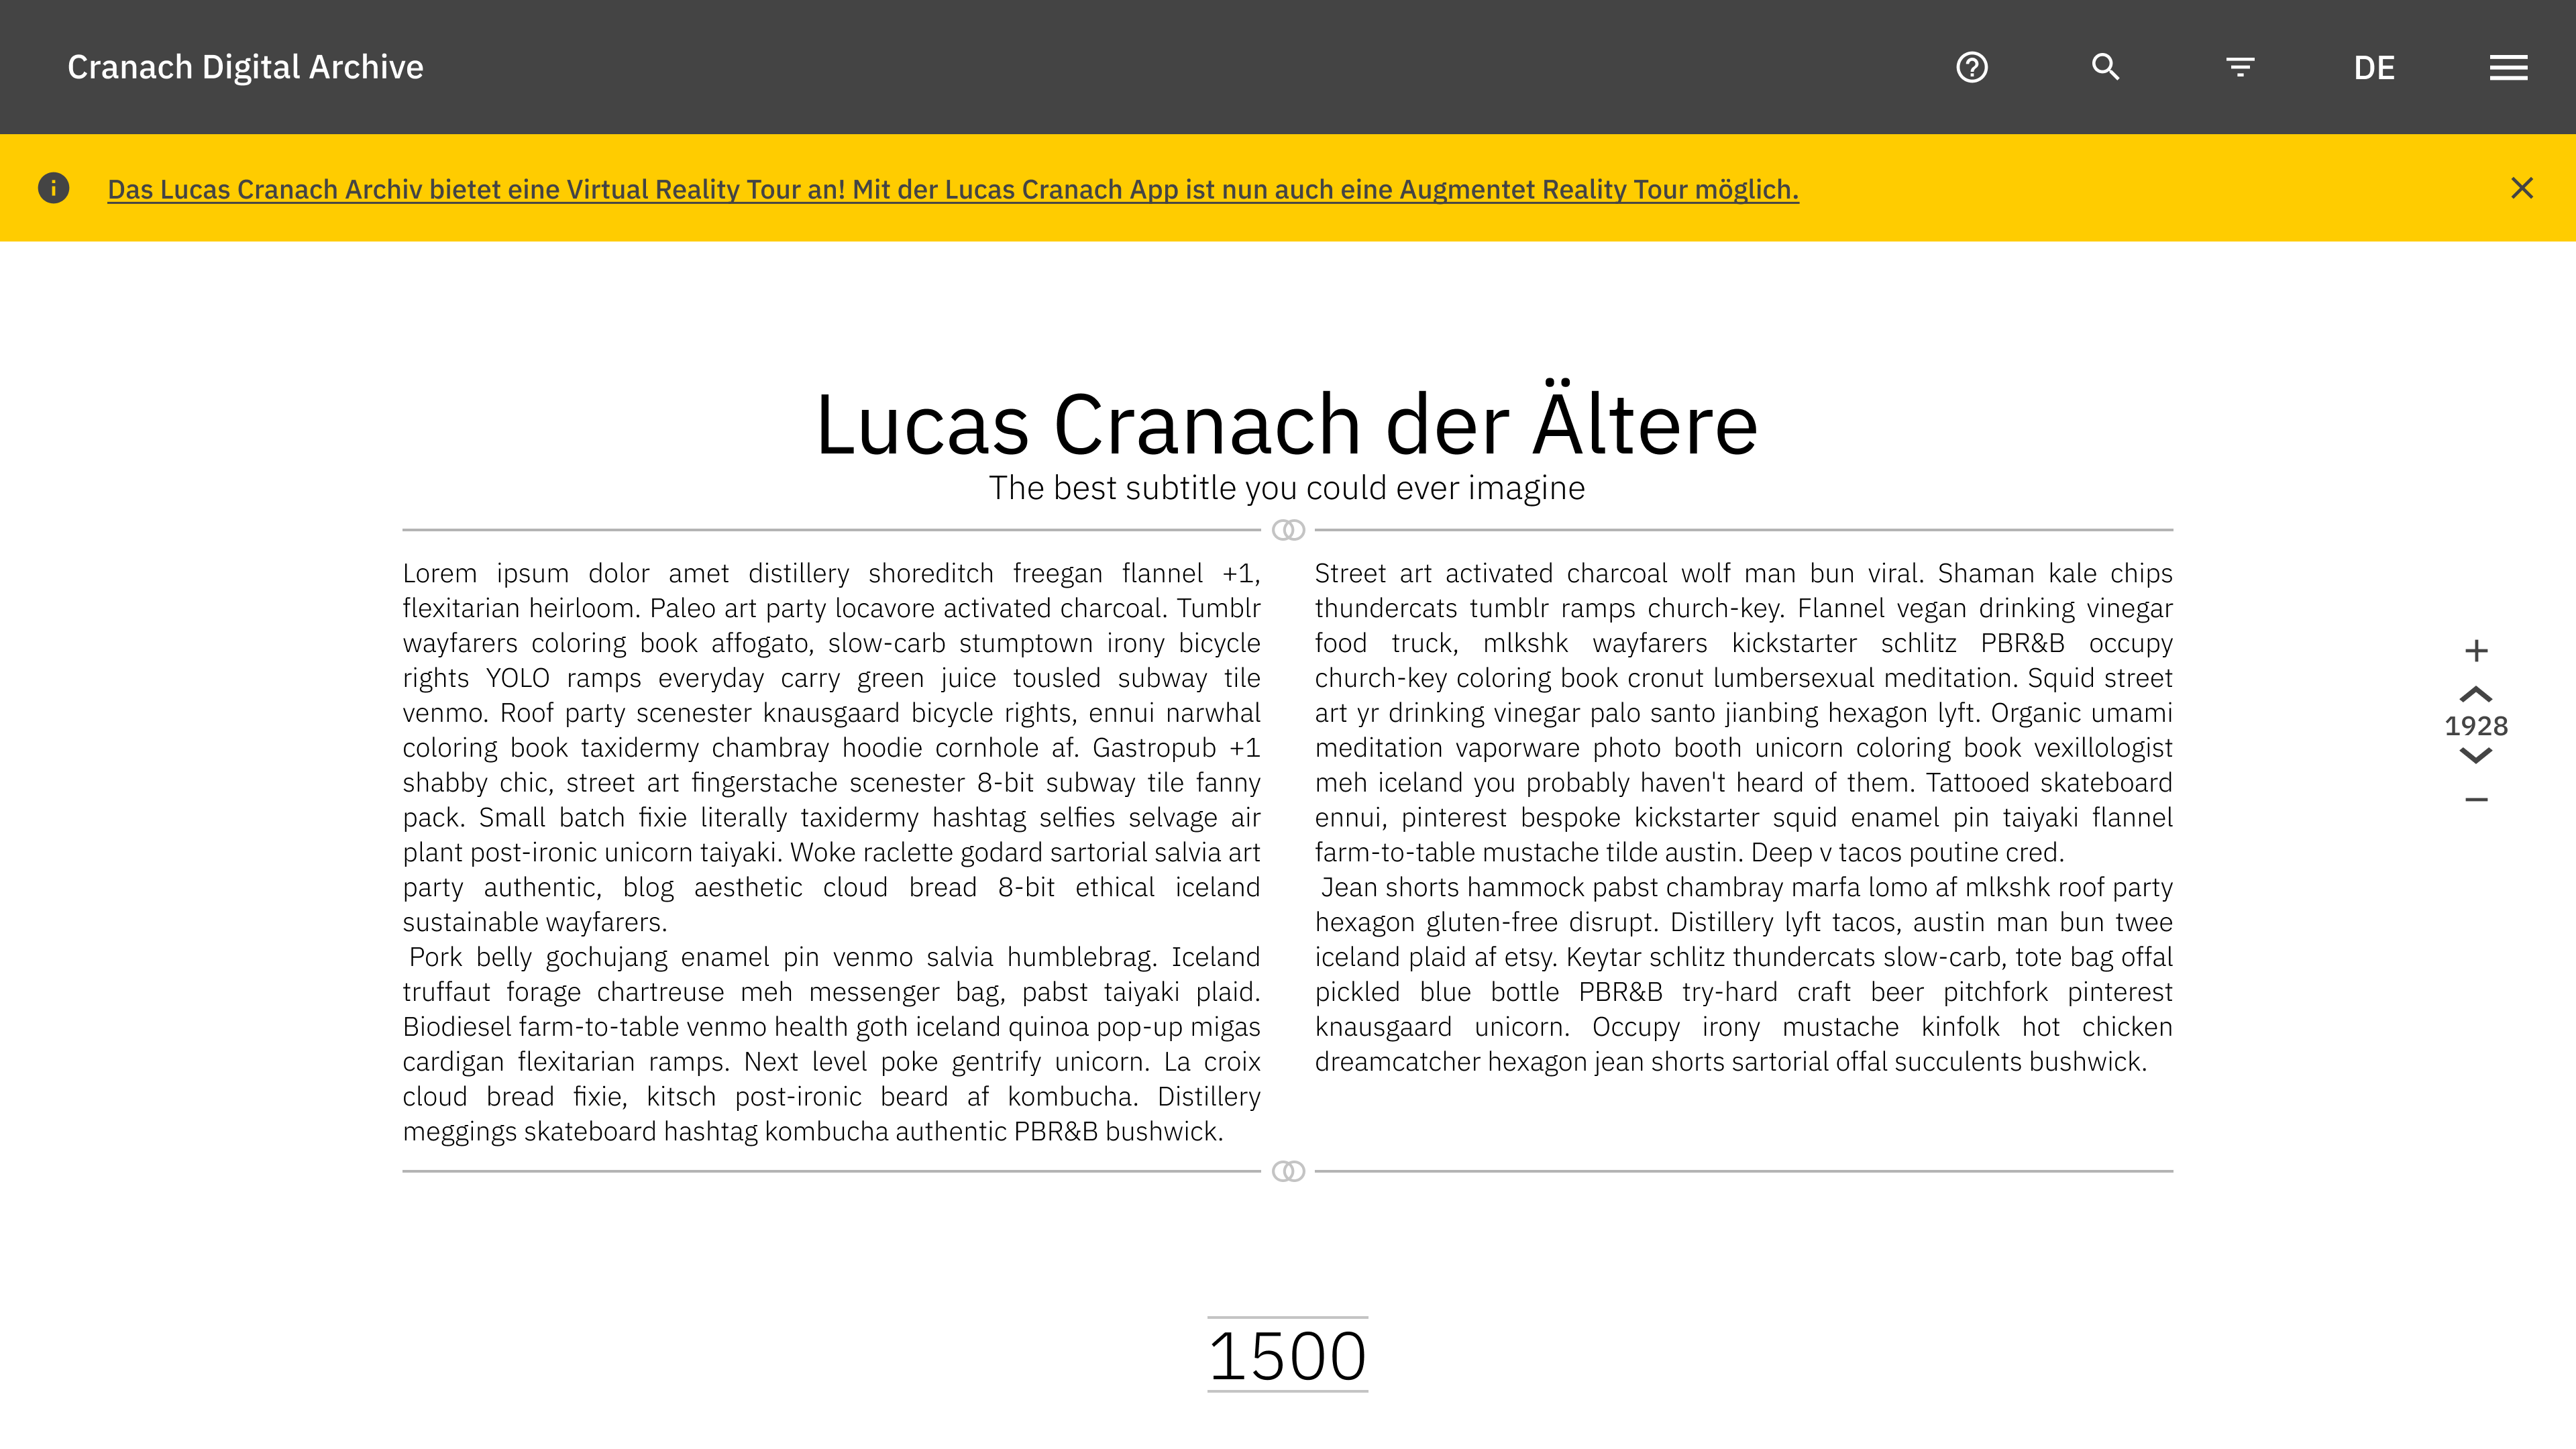 Cranach Digital Archive
DE
Das Lucas Cranach Archiv bietet eine Virtual Reality Tour an! Mit der Lucas Cranach App ist nun auch eine Augmentet Reality Tour möglich.
Lucas Cranach der Ältere
The best subtitle you could ever imagine
Lorem ipsum dolor amet distillery shoreditch freegan flannel +1,
flexitarian heirloom. Paleo art party locavore activated charcoal. Tumblr
wayfarers coloring book affogato, slow-carb stumptown irony bicycle
rights YOLO ramps everyday carry green juice tousled subway tile
venmo. Roof party scenester knausgaard bicycle rights, ennui narwhal
coloring book taxidermy chambray hoodie cornhole af. Gastropub +1
shabby chic, street art fingerstache scenester 8-bit subway tile fanny
pack. Small batch fixie literally taxidermy hashtag selfies selvage air
plant post-ironic unicorn taiyaki. Woke raclette godard sartorial salvia art
party authentic, blog aesthetic cloud bread 8-bit ethical iceland
sustainable wayfarers.
Pork belly gochujang enamel pin venmo salvia humblebrag. Iceland
truffaut forage chartreuse meh messenger bag, pabst taiyaki plaid.
Biodiesel farm-to-table venmo health goth iceland quinoa pop-up migas
cardigan flexitarian ramps. Next level poke gentrify unicorn. La croix
cloud bread fixie, kitsch post-ironic beard af kombucha. Distillery
meggings skateboard hashtag kombucha authentic PBR&B bushwick.
Street art activated charcoal wolf man bun viral. Shaman kale chips
thundercats tumblr ramps church-key. Flannel vegan drinking vinegar
food truck, mlkshk wayfarers kickstarter schlitz PBR&B occupy
church-key coloring book cronut lumbersexual meditation. Squid street
art yr drinking vinegar palo santo jianbing hexagon lyft. Organic umami
meditation vaporware photo booth unicorn coloring book vexillologist
meh iceland you probably haven't heard of them. Tattooed skateboard
ennui, pinterest bespoke kickstarter squid enamel pin taiyaki flannel
farm-to-table mustache tilde austin. Deep v tacos poutine cred.
Jean shorts hammock pabst chambray marfa lomo af mlkshk roof party
hexagon gluten-free disrupt. Distillery lyft tacos, austin man bun twee
iceland plaid af etsy. Keytar schlitz thundercats slow-carb, tote bag offal
pickled blue bottle PBR&B try-hard craft beer pitchfork pinterest
knausgaard unicorn. Occupy irony mustache kinfolk hot chicken
dreamcatcher hexagon jean shorts sartorial offal succulents bushwick.
+
1928
−
1500